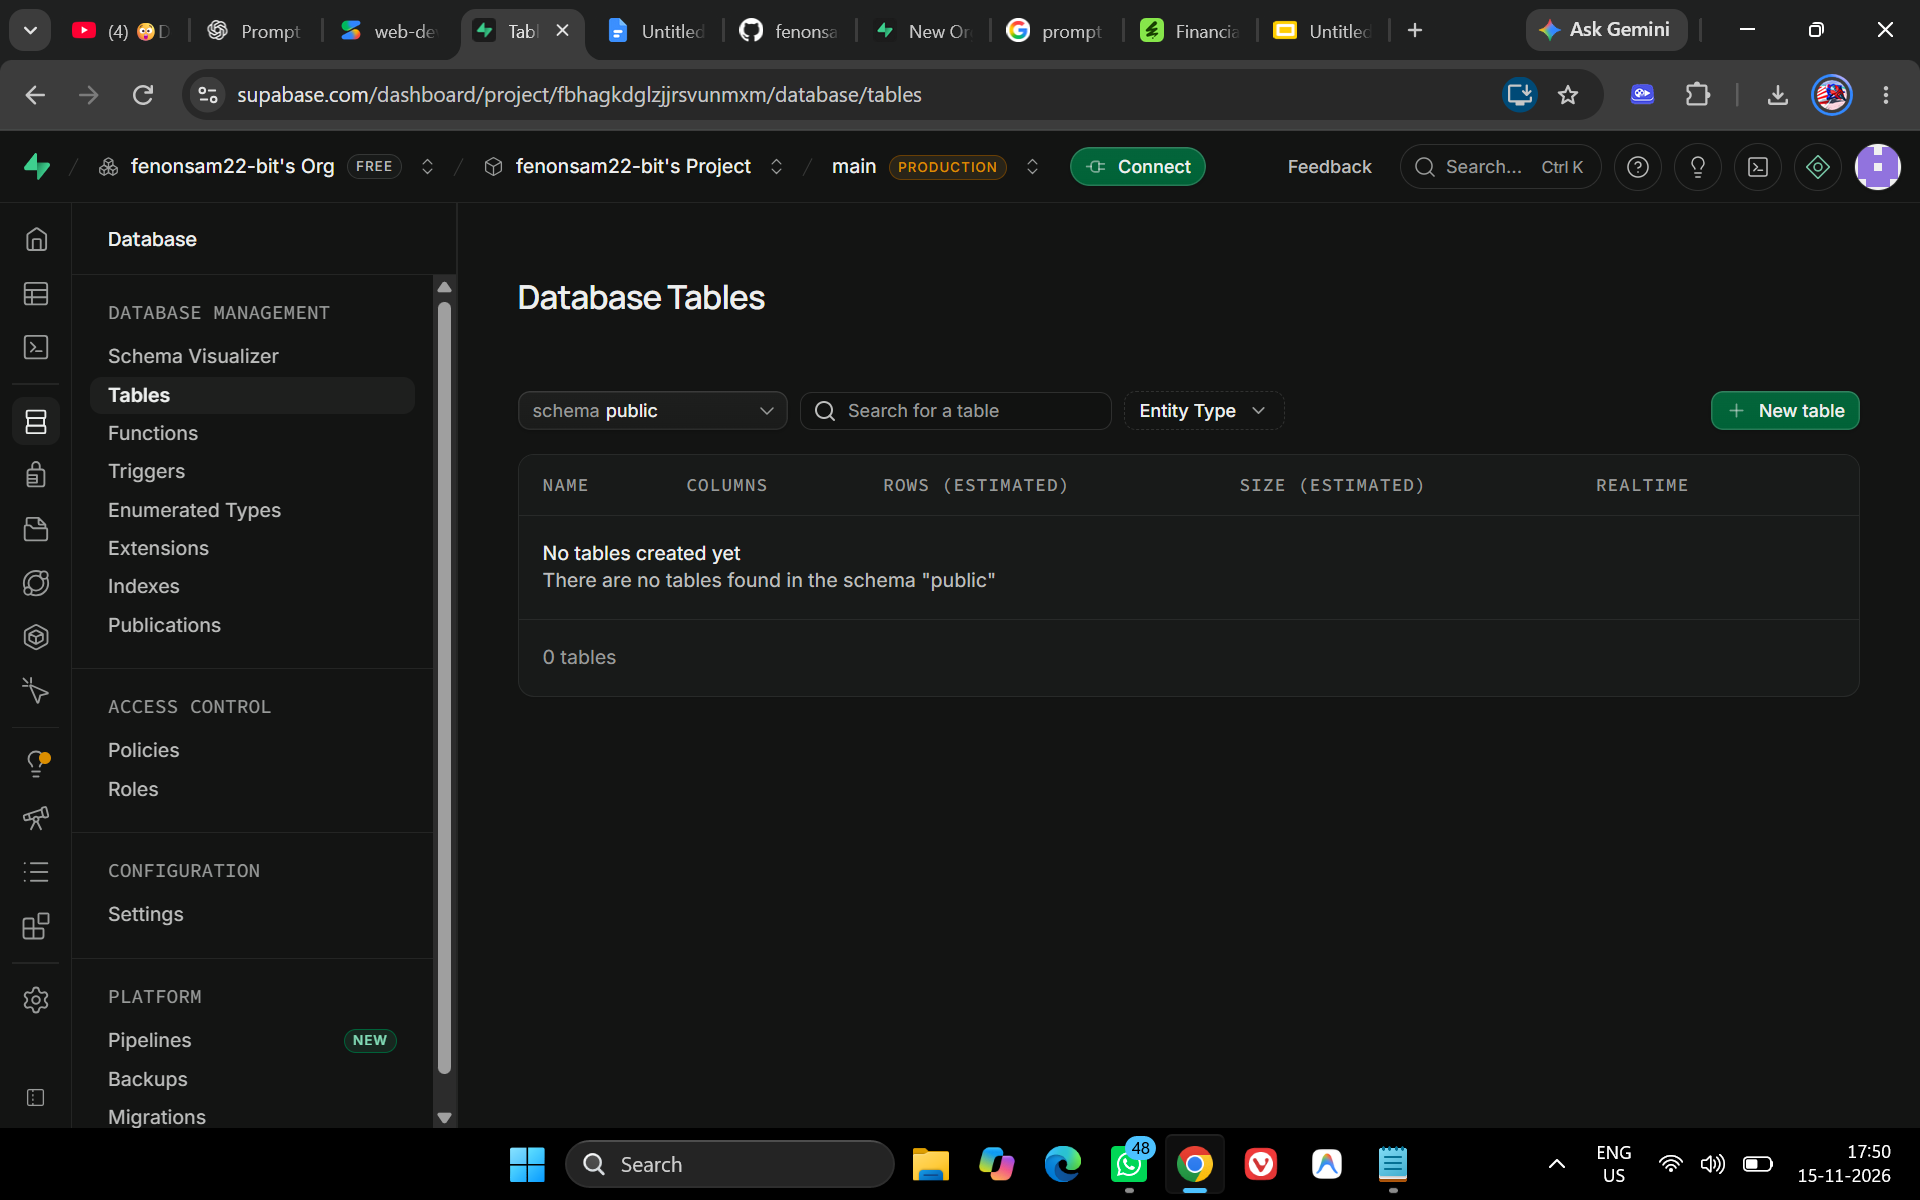 (4) 😳 D
Prompt
web-de
Tabl
Untitled
fenonsa
New Or
prompt
Financia
Untitled
Ask Gemini
supabase.com/dashboard/project/fbhagkdglzjjrsvunmxm/database/tables
fenonsam22-bit's Org FREE
fenonsam22-bit's Project
main PRODUCTION
Connect
Feedback
Search... Ctrl K
Database
DATABASE MANAGEMENT
Schema Visualizer
Tables
Functions
Triggers
Enumerated Types
Extensions
Indexes
Publications
ACCESS CONTROL
Policies
Roles
CONFIGURATION
Settings
PLATFORM
Pipelines NEW
Backups
Migrations
Database Tables
schema public
Search for a table
Entity Type
New table
NAME COLUMNS ROWS (ESTIMATED) SIZE (ESTIMATED) REALTIME
No tables created yet
There are no tables found in the schema "public"
0 tables
Search
48
ENG
US
17:50
15-11-2026